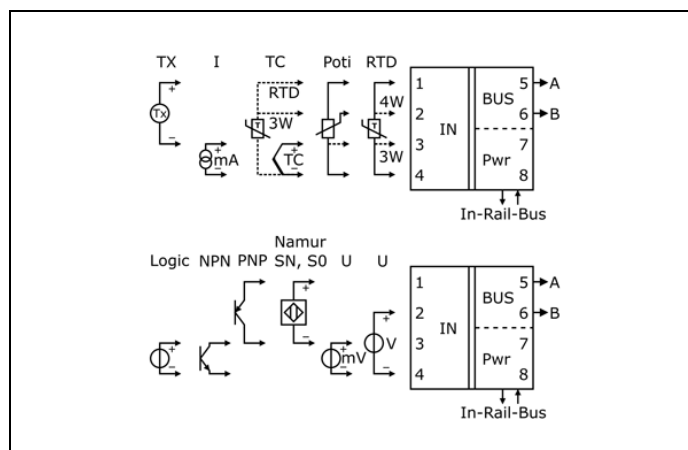 TX I TC Poti RTD
+ RTD 4W 1 5 A
Tx BUS
3W T T 2 6 B
- IN
+ + 3 7
mA TC 3W Pwr
- - 4 8
In-Rail-Bus
Namur
Logic NPN PNP SN, S0 U U
+ 1 5 A
BUS
+ 2 6 B
- IN
+ + V 3 7
mV Pwr
- - - 4 8
In-Rail-Bus